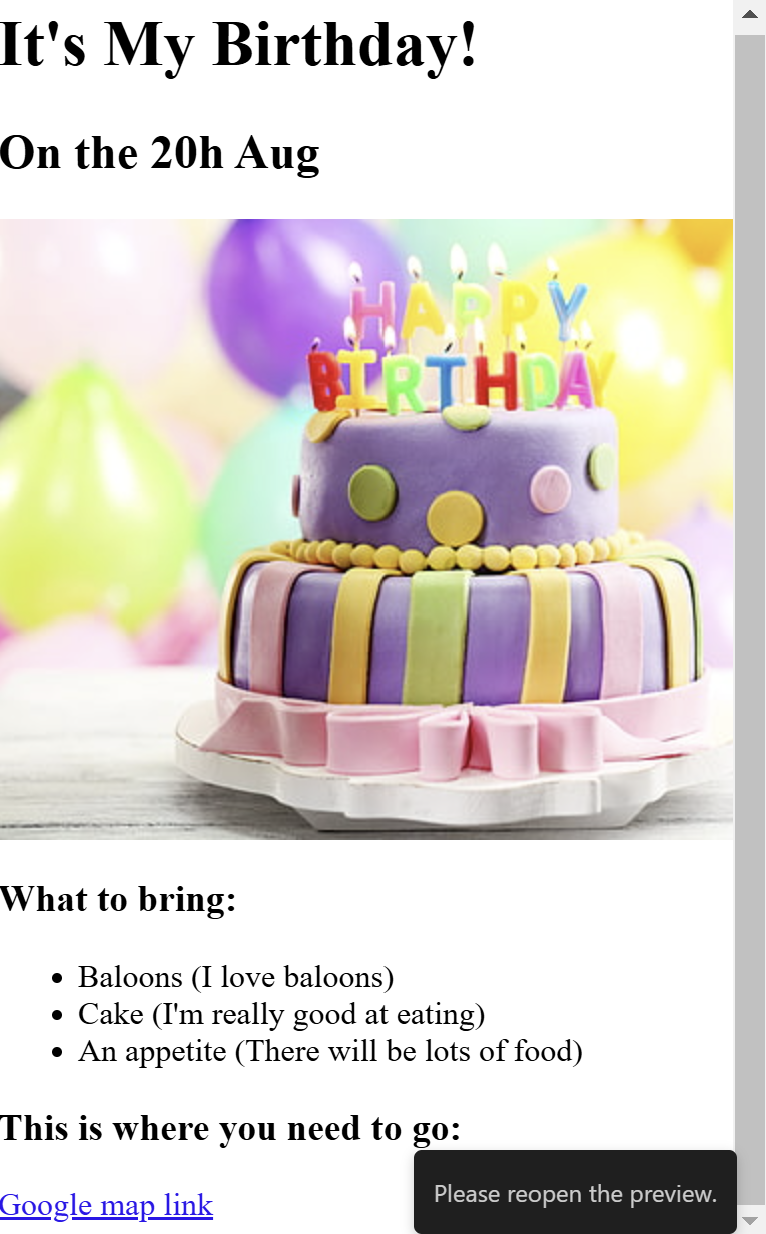 It's My Birthday!
On the 20h Aug
HAPPY
BIRTHDAY
What to bring:
Baloons (I love baloons)
Cake (I'm really good at eating)
An appetite (There will be lots of food)
This is where you need to go:
Google map link
Please reopen the preview.